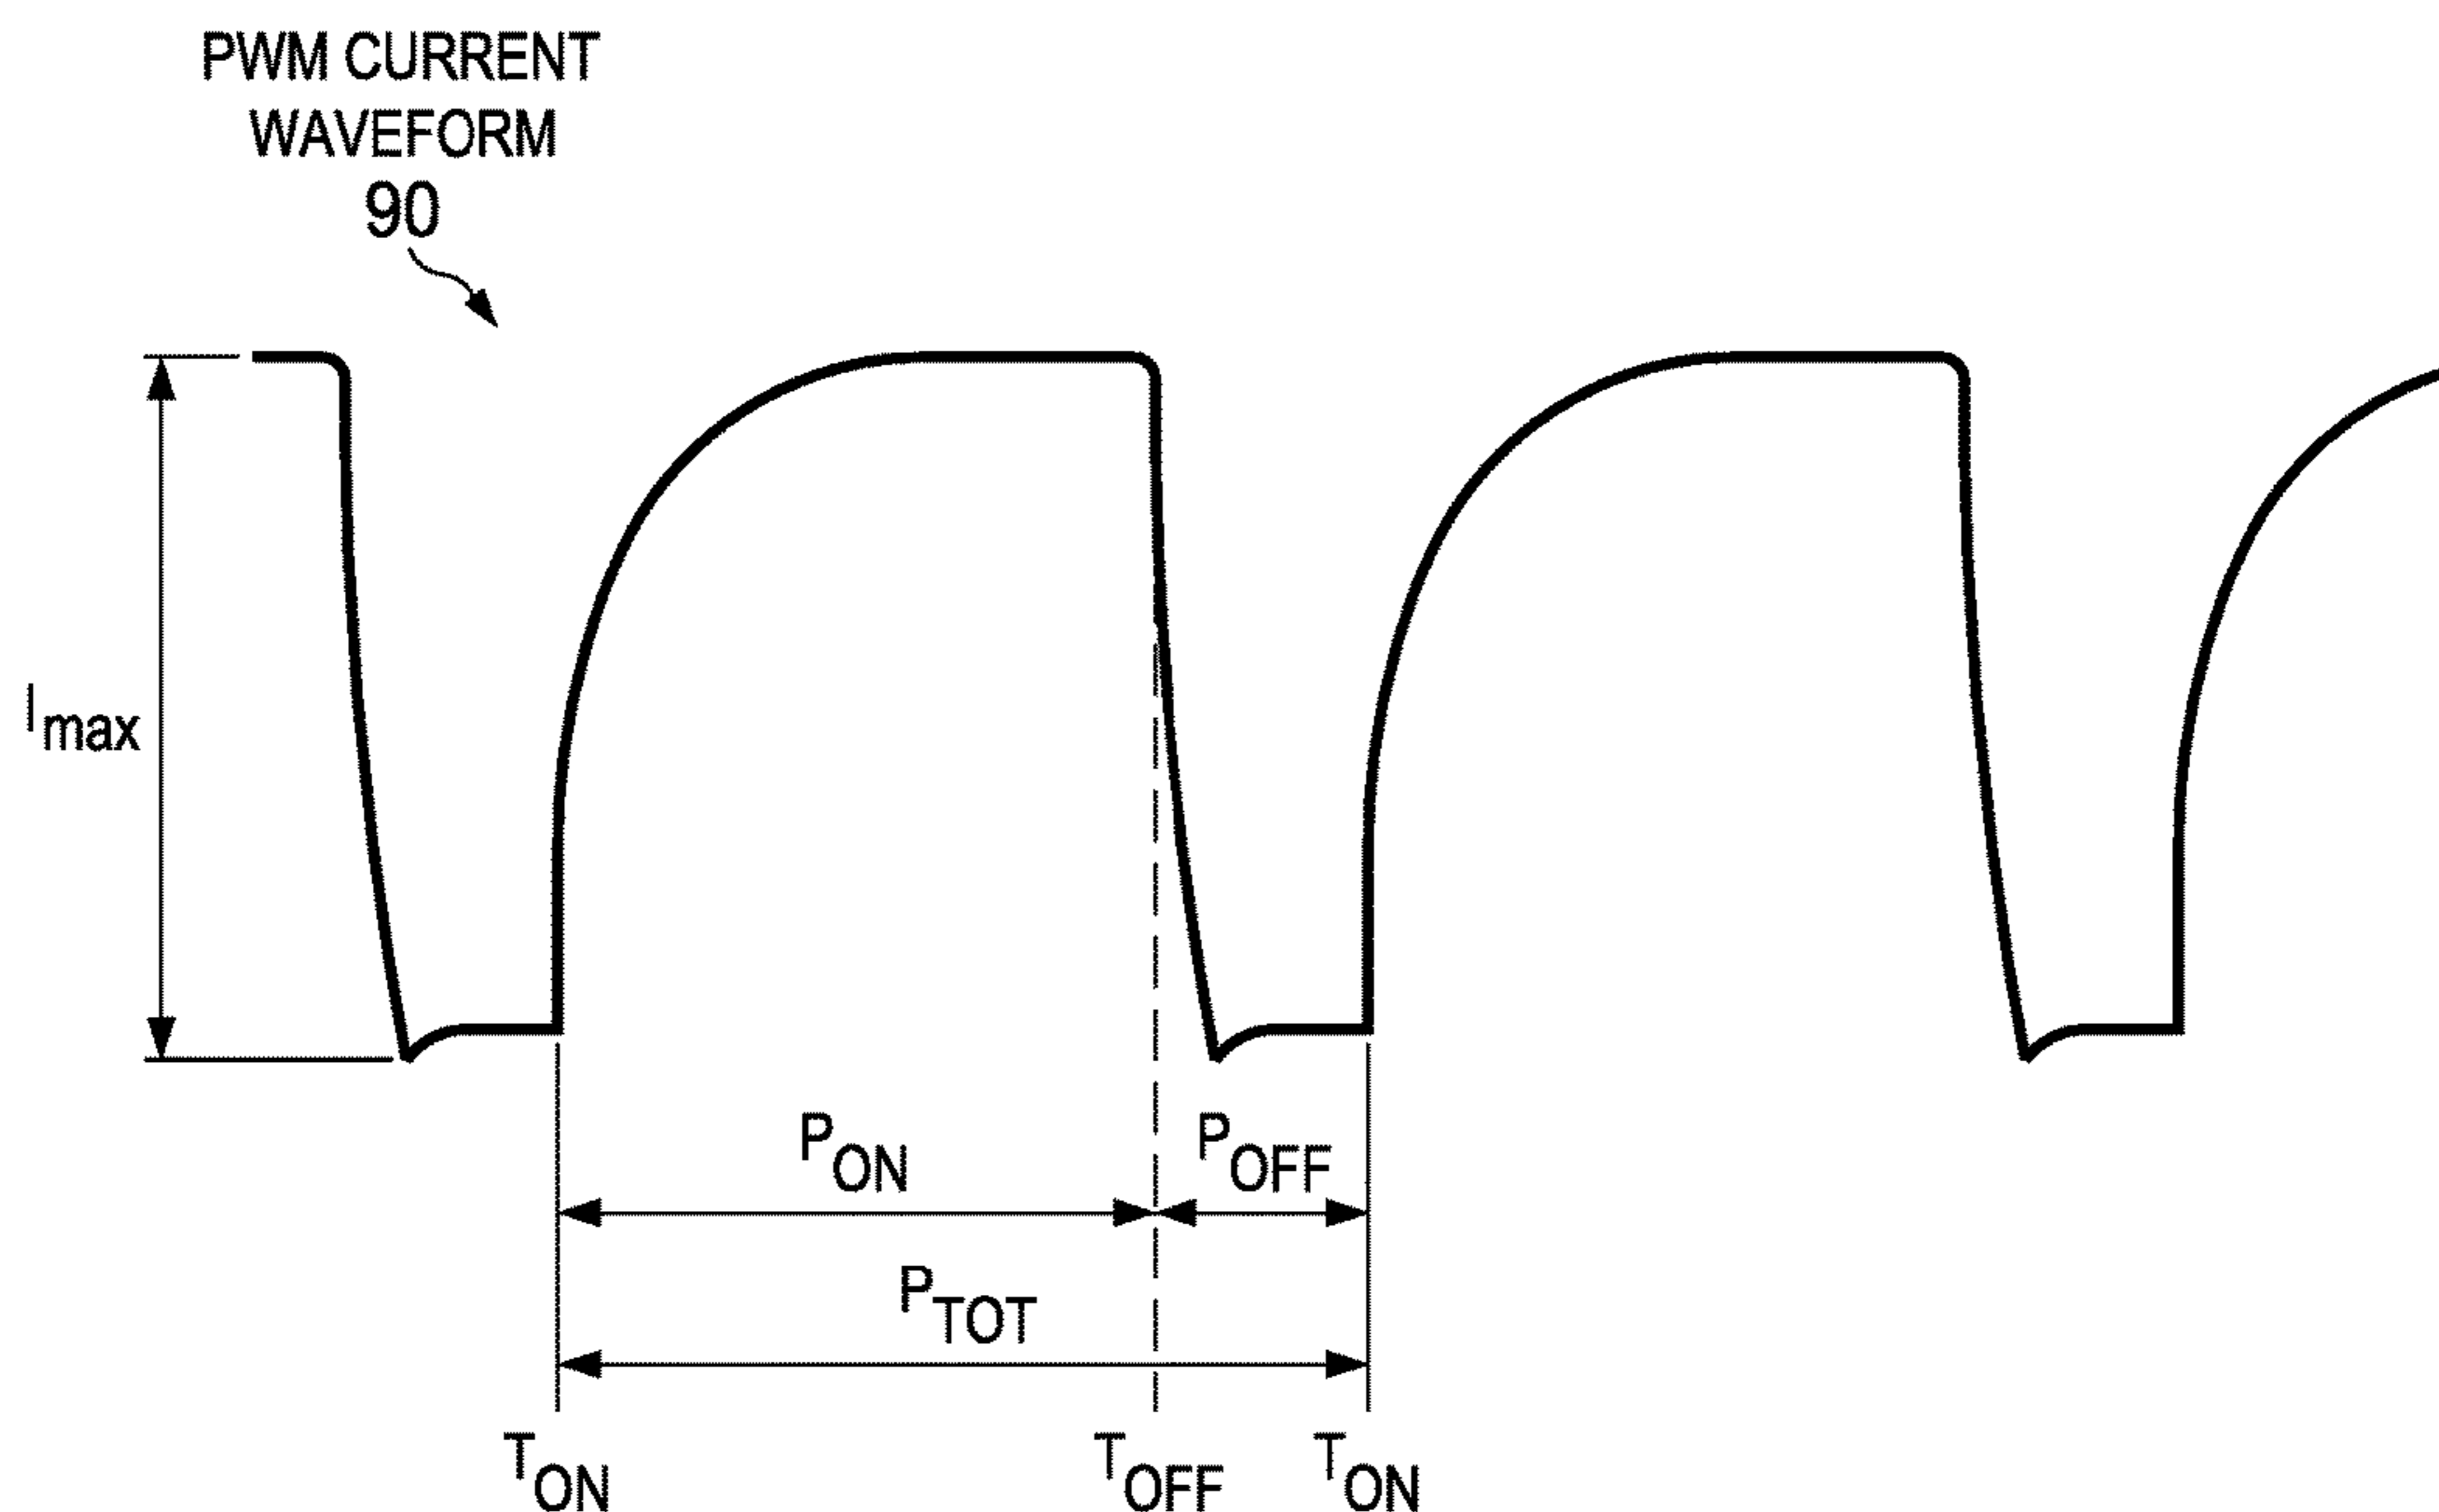 PWM CURRENT
WAVEFORM
90
Imax
PON
POFF
PTOT
TON
TOFF
TON